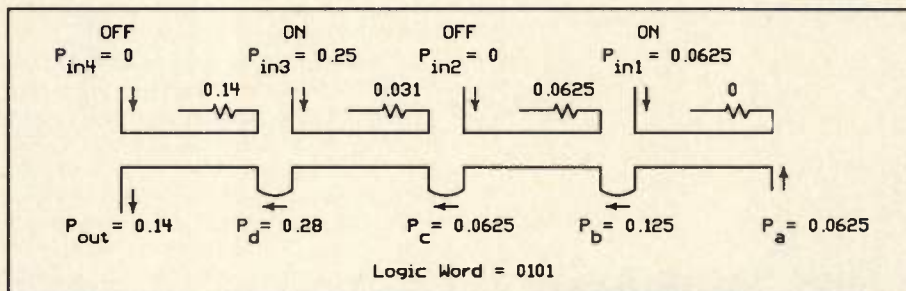 OFF ON OFF ON
P_in4 = 0 P_in3 = 0.25 P_in2 = 0 P_in1 = 0.0625
0.14 0.031 0.0625 0
P_out = 0.14 P_d = 0.28 P_c = 0.0625 P_b = 0.125 P_a = 0.0625
Logic Word = 0101